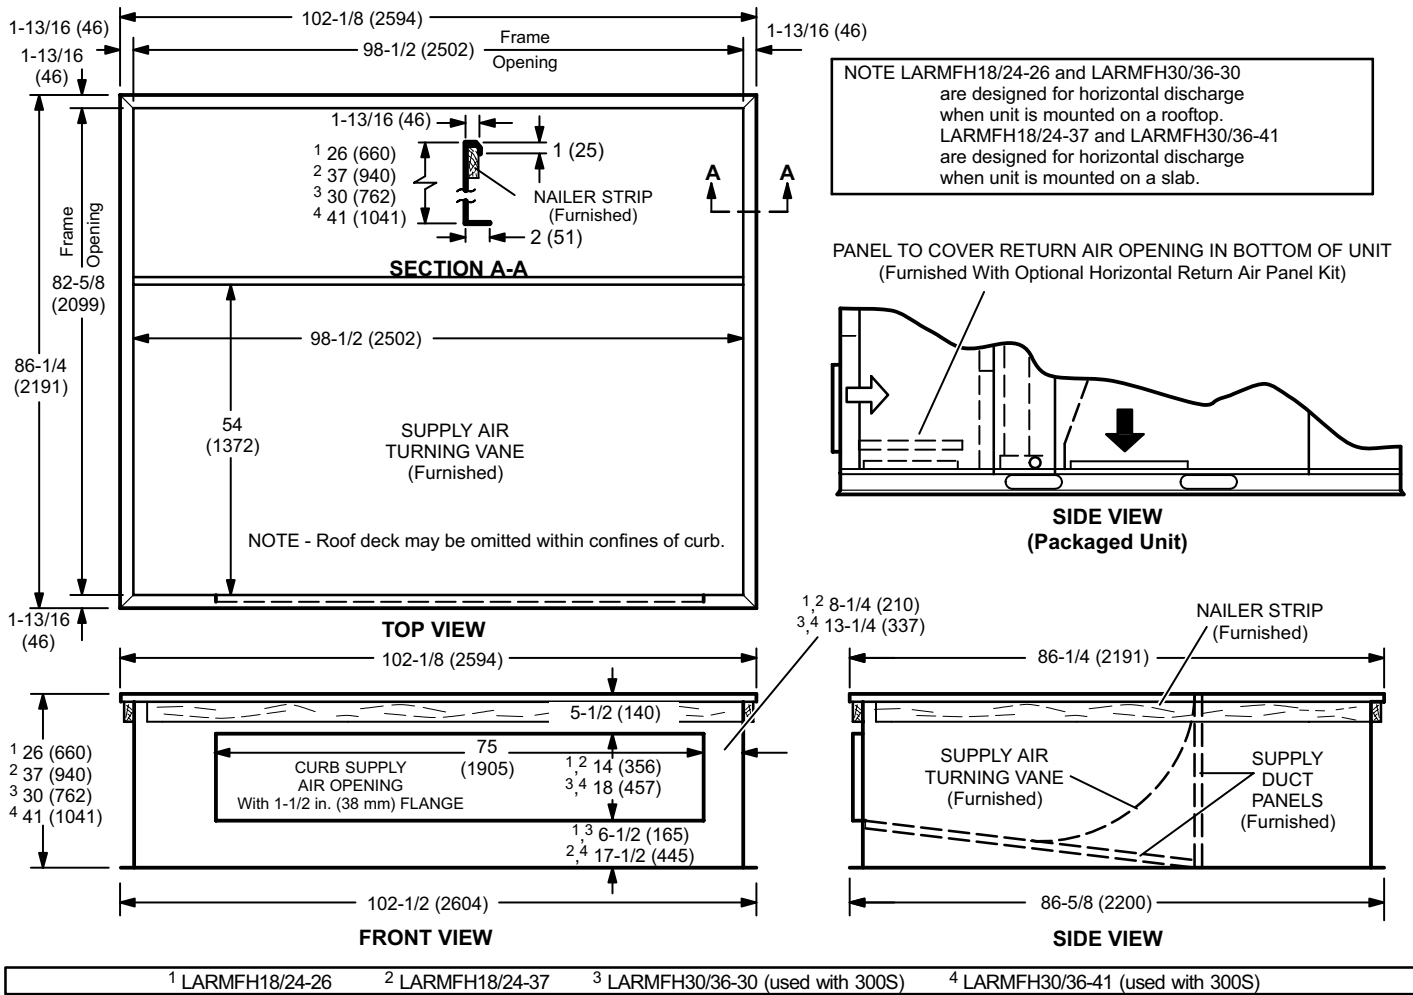 102-1/8 (2594)
1-13/16 (46)
98-1/2 (2502)
Frame
Opening
1-13/16 (46)
1-13/16
(46)
1-13/16 (46)
1 (25)
1 26 (660)
2 37 (940)
3 30 (762)
4 41 (1041)
NAILER STRIP
(Furnished)
2 (51)
SECTION A-A
A
A
Frame
Opening
82-5/8
(2099)
86-1/4
(2191)
98-1/2 (2502)
54
(1372)
SUPPLY AIR
TURNING VANE
(Furnished)
NOTE - Roof deck may be omitted within confines of curb.
1-13/16
(46)
TOP VIEW
NOTE LARMFH18/24-26 and LARMFH30/36-30
are designed for horizontal discharge
when unit is mounted on a rooftop.
LARMFH18/24-37 and LARMFH30/36-41
are designed for horizontal discharge
when unit is mounted on a slab.
PANEL TO COVER RETURN AIR OPENING IN BOTTOM OF UNIT
(Furnished With Optional Horizontal Return Air Panel Kit)
SIDE VIEW
(Packaged Unit)
102-1/8 (2594)
1,2 8-1/4 (210)
3,4 13-1/4 (337)
5-1/2 (140)
1 26 (660)
2 37 (940)
3 30 (762)
4 41 (1041)
75
(1905)
CURB SUPPLY
AIR OPENING
With 1-1/2 in. (38 mm) FLANGE
1,2 14 (356)
3,4 18 (457)
1,3 6-1/2 (165)
2,4 17-1/2 (445)
102-1/2 (2604)
FRONT VIEW
NAILER STRIP
(Furnished)
86-1/4 (2191)
SUPPLY AIR
TURNING VANE
(Furnished)
SUPPLY
DUCT
PANELS
(Furnished)
86-5/8 (2200)
SIDE VIEW
1 LARMFH18/24-26 2 LARMFH18/24-37 3 LARMFH30/36-30 (used with 300S) 4 LARMFH30/36-41 (used with 300S)